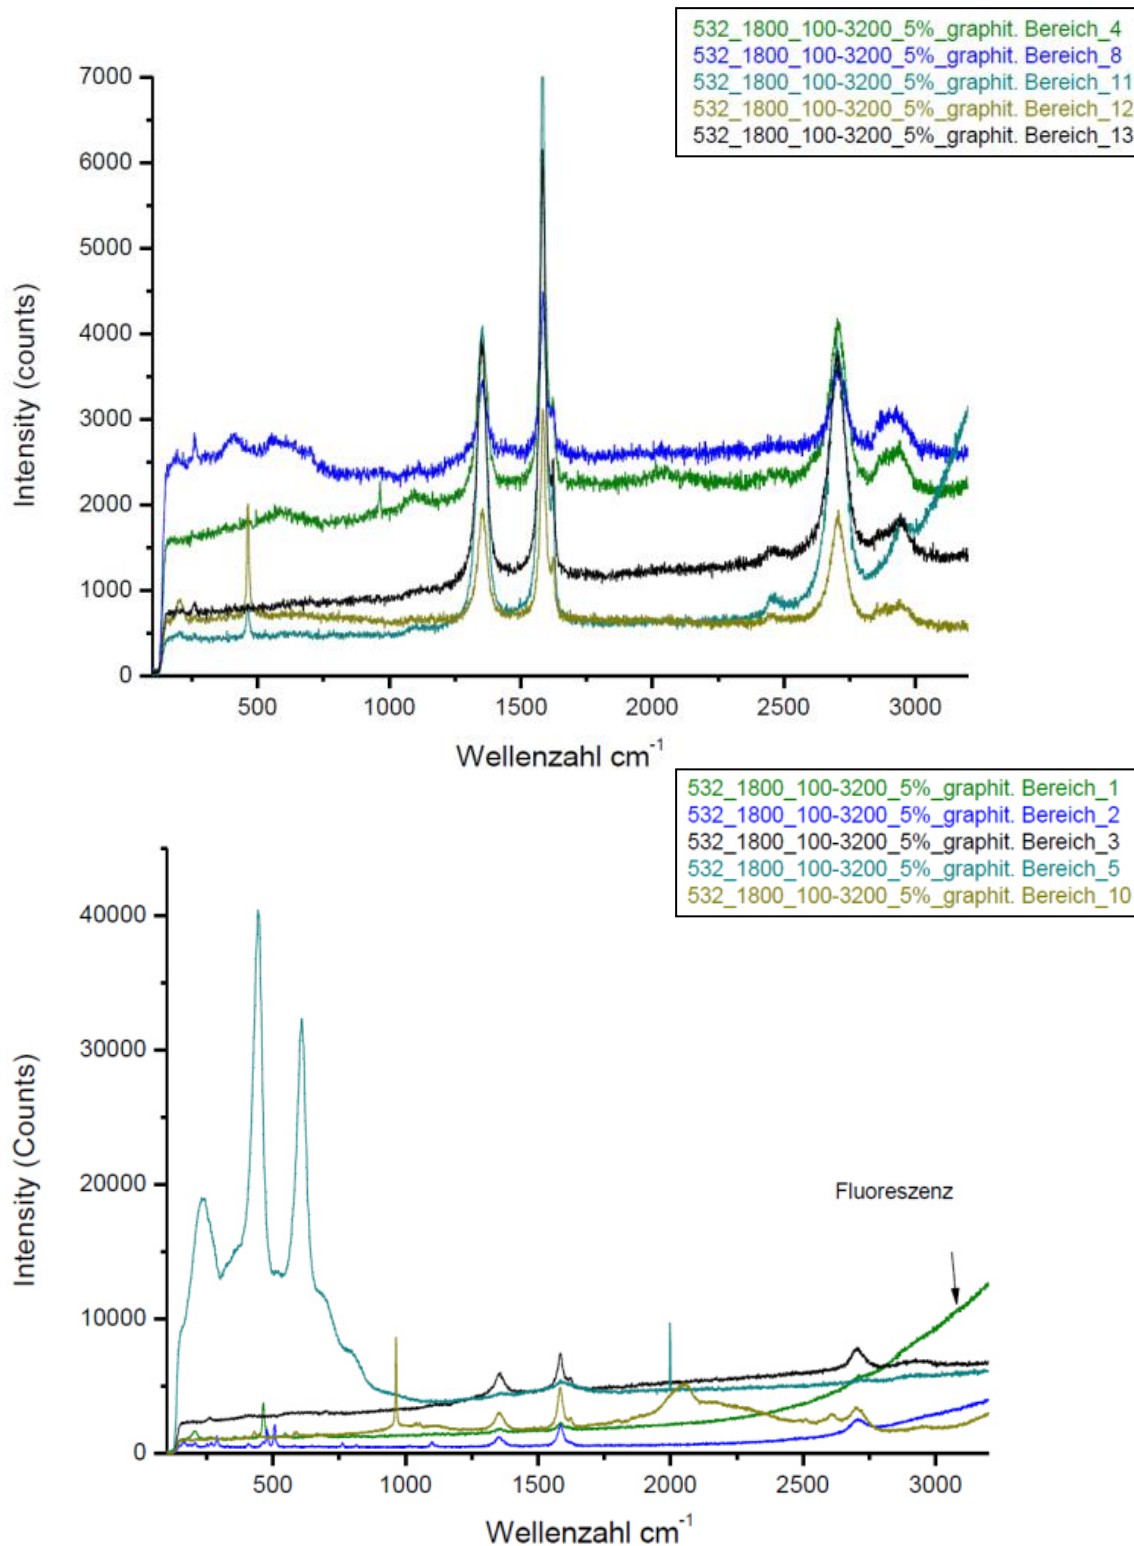 532_1800_100-3200_5%_graphit. Bereich_4
532_1800_100-3200_5%_graphit. Bereich_8
532_1800_100-3200_5%_graphit. Bereich_11
532_1800_100-3200_5%_graphit. Bereich_12
532_1800_100-3200_5%_graphit. Bereich_13
7000
6000
5000
4000
3000
2000
1000
0
Intensity (counts)
500 1000 1500 2000 2500 3000
Wellenzahl cm⁻¹
532_1800_100-3200_5%_graphit. Bereich_1
532_1800_100-3200_5%_graphit. Bereich_2
532_1800_100-3200_5%_graphit. Bereich_3
532_1800_100-3200_5%_graphit. Bereich_5
532_1800_100-3200_5%_graphit. Bereich_10
40000
30000
20000
10000
0
Intensity (Counts)
Fluoreszenz
500 1000 1500 2000 2500 3000
Wellenzahl cm⁻¹